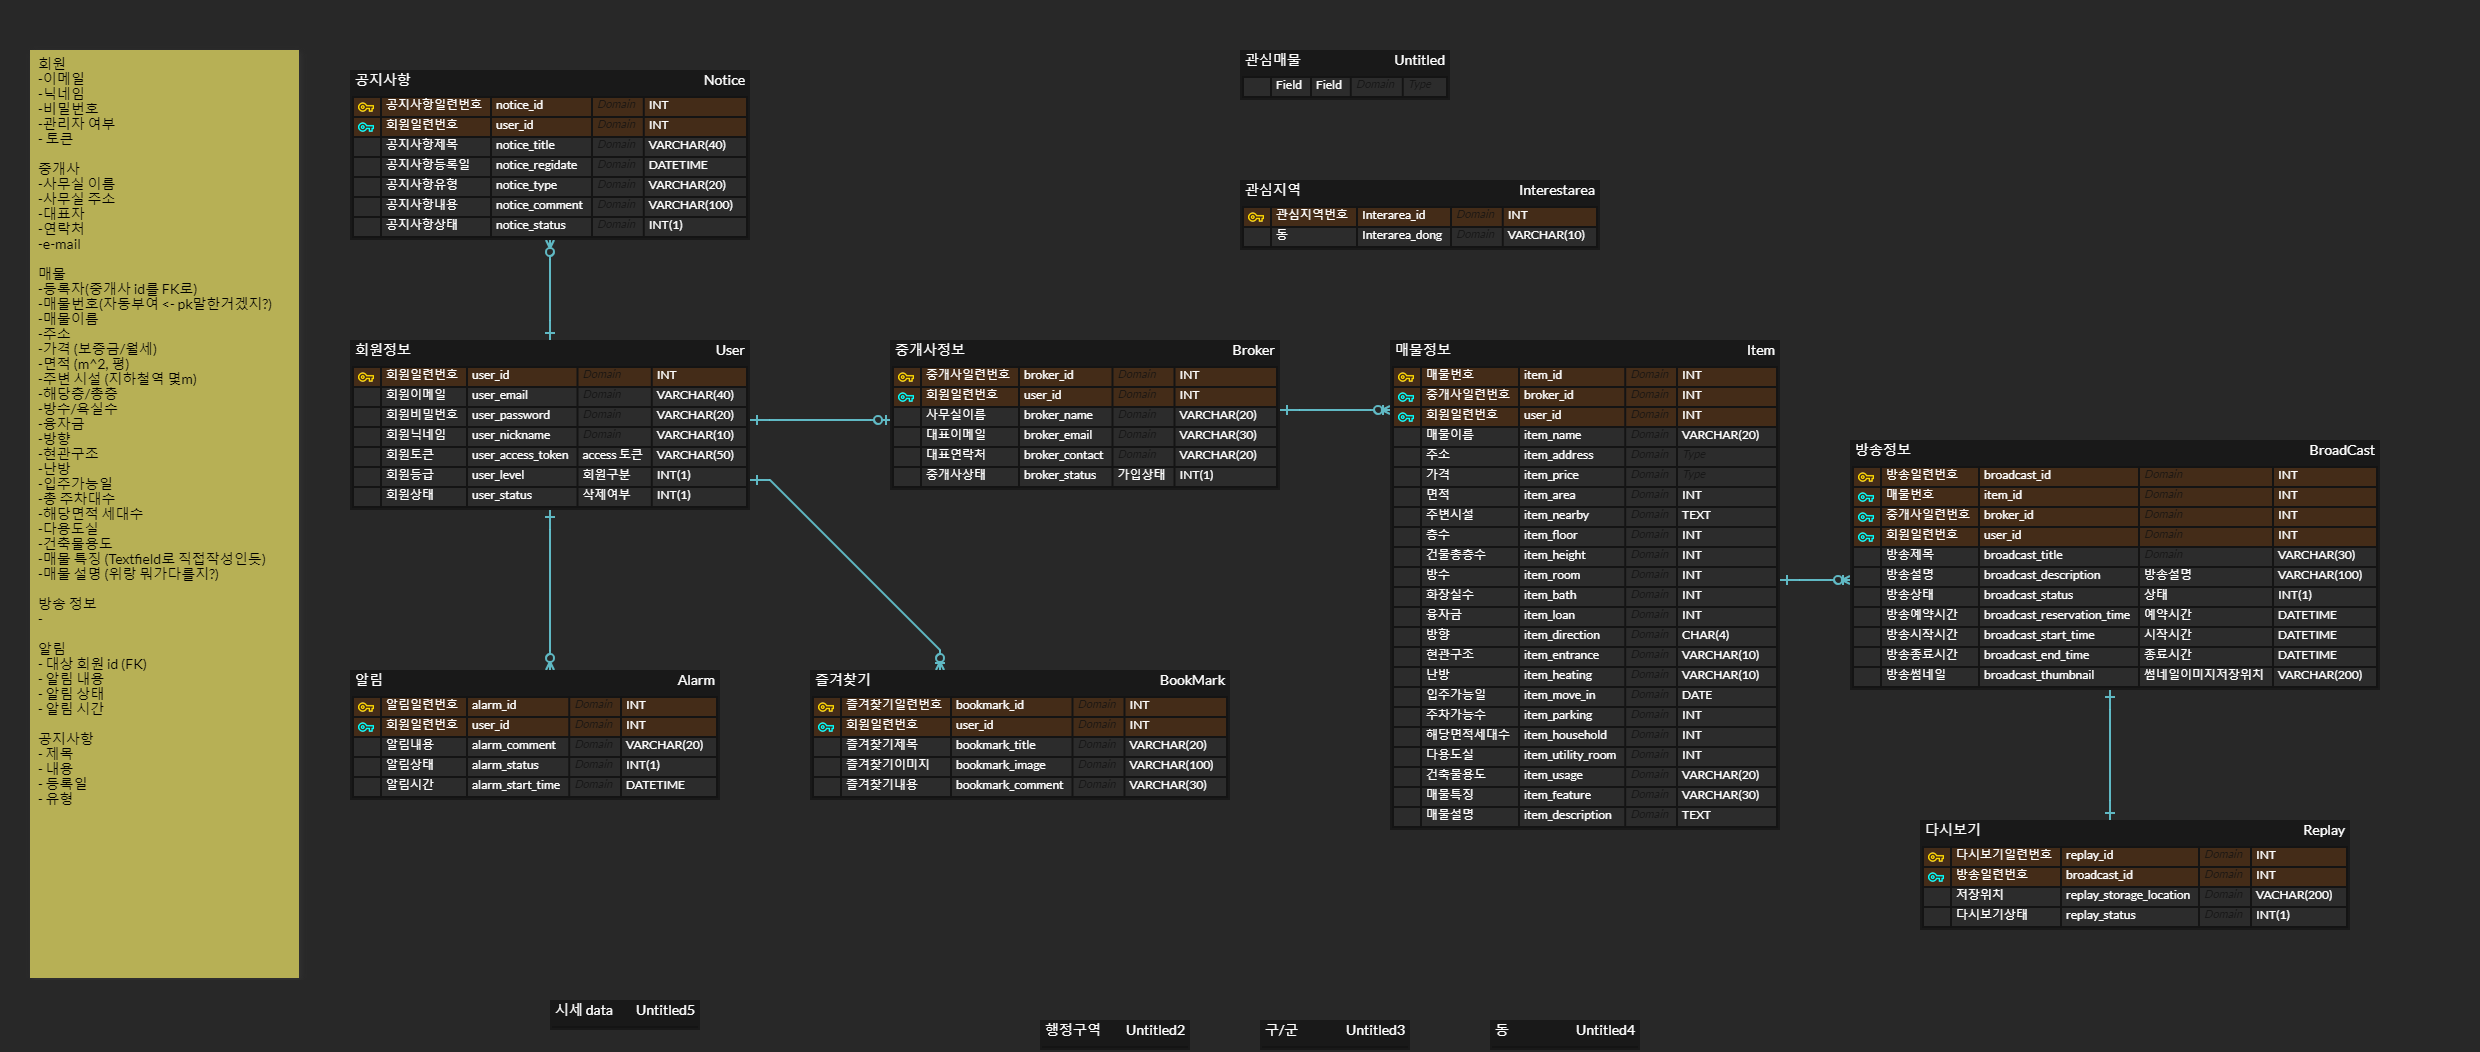 회원
-이메일
-닉네임
-비밀번호
-관리자 여부
- 토큰
중개사
-사무실 이름
-사무실 주소
-대표자
-연락처
-e-mail
매물
-등록자(중개사 id를 FK로)
-매물번호(자동부여 <- pk말한거겠지?)
-매물이름
-주소
-가격 (보증금/월세)
-면적 (m^2, 평)
-주변 시설 (지하철역 몇m)
-해당층/총층
-방수/욕실수
-융자금
-방향
-현관구조
-난방
-입주가능일
-총 주차대수
-해당면적 세대수
-다용도실
-건축물용도
-매물 특징 (Textfield로 직접작성인듯)
-매물 설명 (위랑 뭐가다를지?)
방송 정보
-
알림
- 대상 회원 id (FK)
- 알림 내용
- 알림 상태
- 알림 시간
공지사항
- 제목
- 내용
- 등록일
- 유형
공지사항 Notice
공지사항일련번호 notice_id Domain INT
회원일련번호 user_id Domain INT
공지사항제목 notice_title Domain VARCHAR(40)
공지사항등록일 notice_regidate Domain DATETIME
공지사항유형 notice_type Domain VARCHAR(20)
공지사항내용 notice_comment Domain VARCHAR(100)
공지사항상태 notice_status Domain INT(1)
관심매물 Untitled
Field Field Domain Type
관심지역 Interestarea
관심지역번호 Interarea_id Domain INT
동 Interarea_dong Domain VARCHAR(10)
회원정보 User
회원일련번호 user_id Domain INT
회원이메일 user_email Domain VARCHAR(40)
회원비밀번호 user_password Domain VARCHAR(20)
회원닉네임 user_nickname Domain VARCHAR(10)
회원토큰 user_access_token access 토큰 VARCHAR(50)
회원등급 user_level 회원구분 INT(1)
회원상태 user_status 삭제여부 INT(1)
중개사정보 Broker
중개사일련번호 broker_id Domain INT
회원일련번호 user_id Domain INT
사무실이름 broker_name Domain VARCHAR(20)
대표이메일 broker_email Domain VARCHAR(30)
대표연락처 broker_contact Domain VARCHAR(20)
중개사상태 broker_status 가입상태 INT(1)
매물정보 Item
매물번호 item_id Domain INT
중개사일련번호 broker_id Domain INT
회원일련번호 user_id Domain INT
매물이름 item_name Domain VARCHAR(20)
주소 item_address Domain Type
가격 item_price Domain Type
면적 item_area Domain INT
주변시설 item_nearby Domain TEXT
층수 item_floor Domain INT
건물총층수 item_height Domain INT
방수 item_room Domain INT
화장실수 item_bath Domain INT
융자금 item_loan Domain INT
방향 item_direction Domain CHAR(4)
현관구조 item_entrance Domain VARCHAR(10)
난방 item_heating Domain VARCHAR(10)
입주가능일 item_move_in Domain DATE
주차가능수 item_parking Domain INT
해당면적세대수 item_household Domain INT
다용도실 item_utility_room Domain INT
건축물용도 item_usage Domain VARCHAR(20)
매물특징 item_feature Domain VARCHAR(30)
매물설명 item_description Domain TEXT
방송정보 BroadCast
방송일련번호 broadcast_id Domain INT
매물번호 item_id Domain INT
중개사일련번호 broker_id Domain INT
회원일련번호 user_id Domain INT
방송제목 broadcast_title Domain VARCHAR(30)
방송설명 broadcast_description 방송설명 VARCHAR(100)
방송상태 broadcast_status 상태 INT(1)
방송예약시간 broadcast_reservation_time 예약시간 DATETIME
방송시작시간 broadcast_start_time 시작시간 DATETIME
방송종료시간 broadcast_end_time 종료시간 DATETIME
방송썸네일 broadcast_thumbnail 썸네일이미지저장위치 VARCHAR(200)
알림 Alarm
알림일련번호 alarm_id Domain INT
회원일련번호 user_id Domain INT
알림내용 alarm_comment Domain VARCHAR(20)
알림상태 alarm_status Domain INT(1)
알림시간 alarm_start_time Domain DATETIME
즐겨찾기 BookMark
즐겨찾기일련번호 bookmark_id Domain INT
회원일련번호 user_id Domain INT
즐겨찾기제목 bookmark_title Domain VARCHAR(20)
즐겨찾기이미지 bookmark_image Domain VARCHAR(100)
즐겨찾기내용 bookmark_comment Domain VARCHAR(30)
다시보기 Replay
다시보기일련번호 replay_id Domain INT
방송일련번호 broadcast_id Domain INT
저장위치 replay_storage_location Domain VACHAR(200)
다시보기상태 replay_status Domain INT(1)
시세 data Untitled5
행정구역 Untitled2
구/군 Untitled3
동 Untitled4